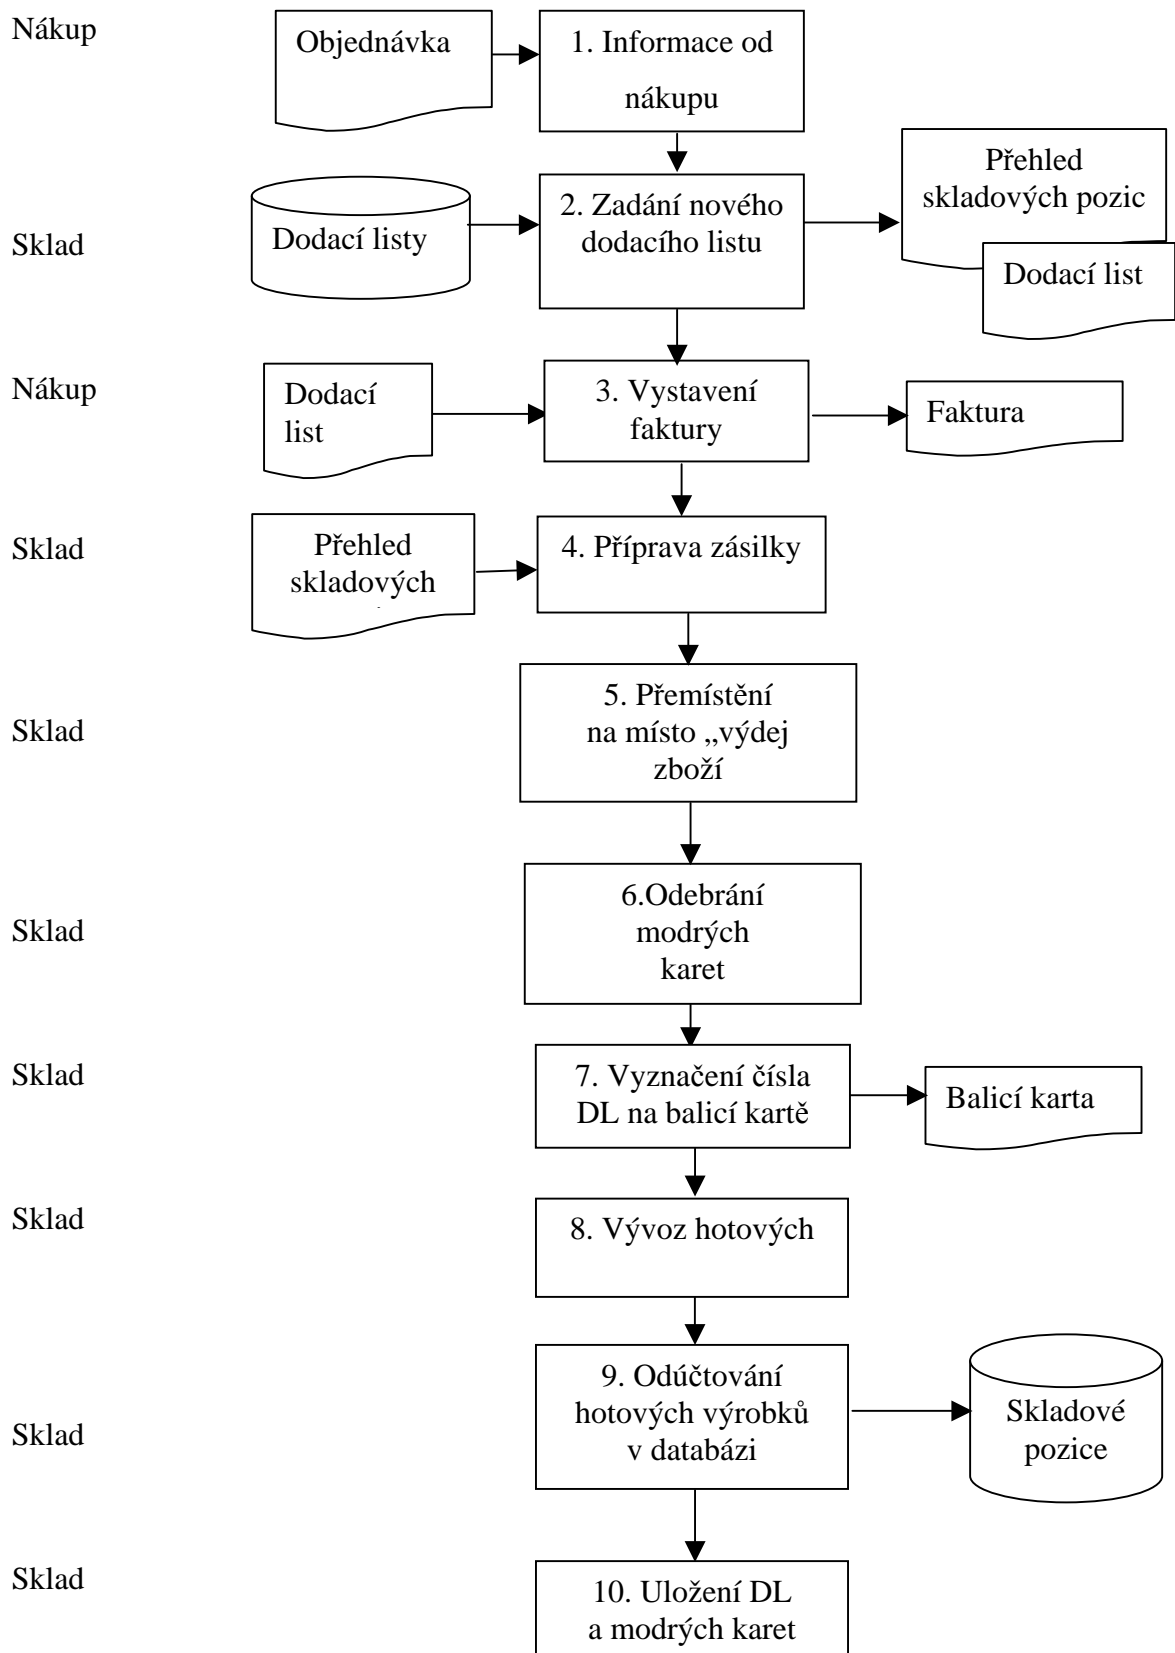 Nákup
Objednávka
1. Informace od
nákupu
Sklad
Dodací listy
2. Zadání nového
dodacího listu
Přehled
skladových pozic
Dodací list
Nákup
Dodací
list
3. Vystavení
faktury
Faktura
Sklad
Přehled
skladových
4. Příprava zásilky
Sklad
5. Přemístění
na místo „výdej
zboží
Sklad
6.Odebrání
modrých
karet
Sklad
7. Vyznačení čísla
DL na balicí kartě
Balicí karta
Sklad
8. Vývoz hotových
Sklad
9. Odúčtování
hotových výrobků
v databázi
Skladové
pozice
Sklad
10. Uložení DL
a modrých karet